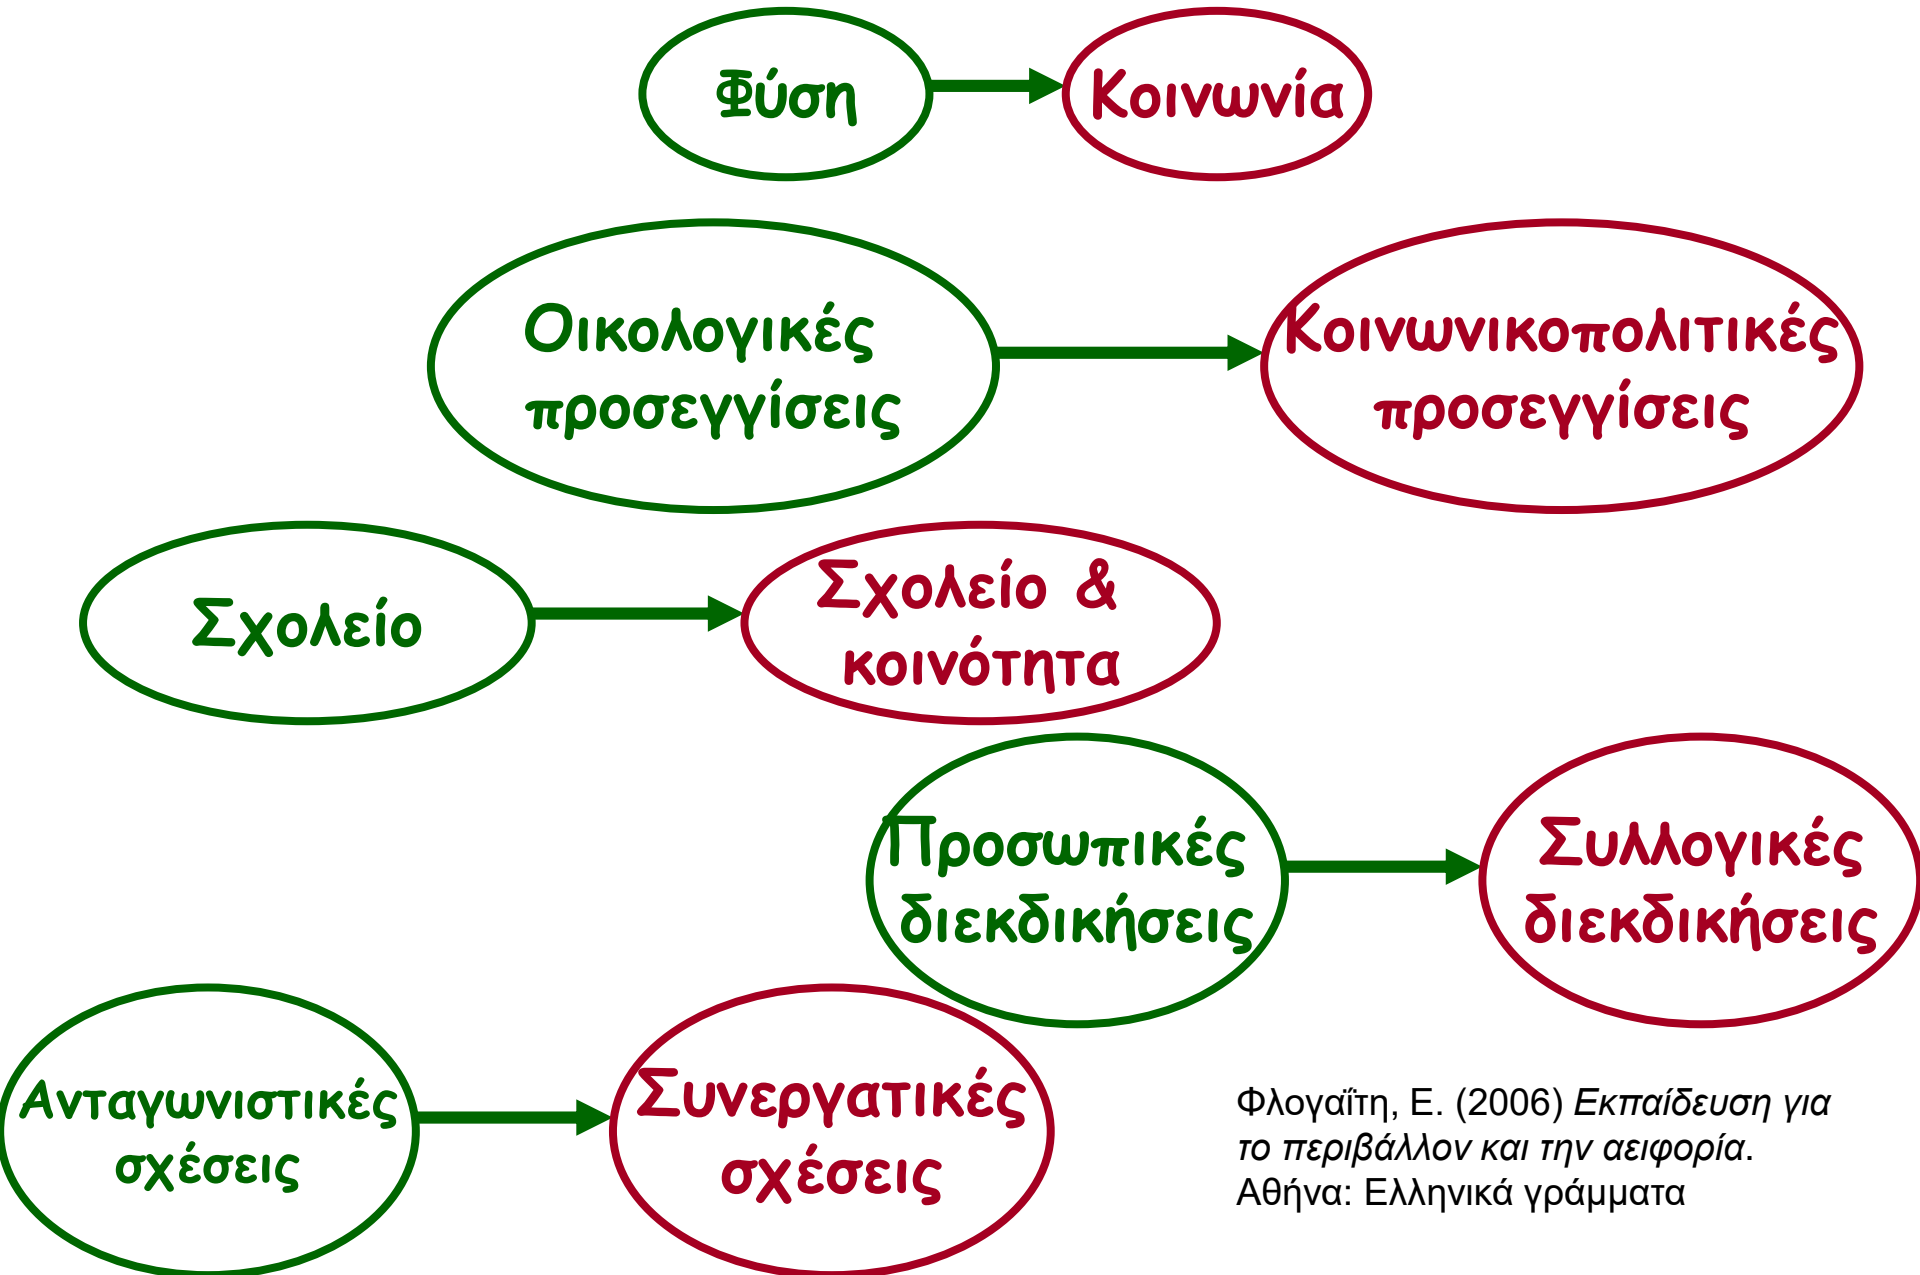 Φύση
Κοινωνία
Οικολογικές
προσεγγίσεις
Κοινωνικοπολιτικές
προσεγγίσεις
Σχολείο
Σχολείο &
κοινότητα
Προσωπικές
διεκδικήσεις
Συλλογικές
διεκδικήσεις
Ανταγωνιστικές
σχέσεις
Συνεργατικές
σχέσεις
Φλογαΐτη, Ε. (2006) Εκπαίδευση για
το περιβάλλον και την αειφορία.
Αθήνα: Ελληνικά γράμματα